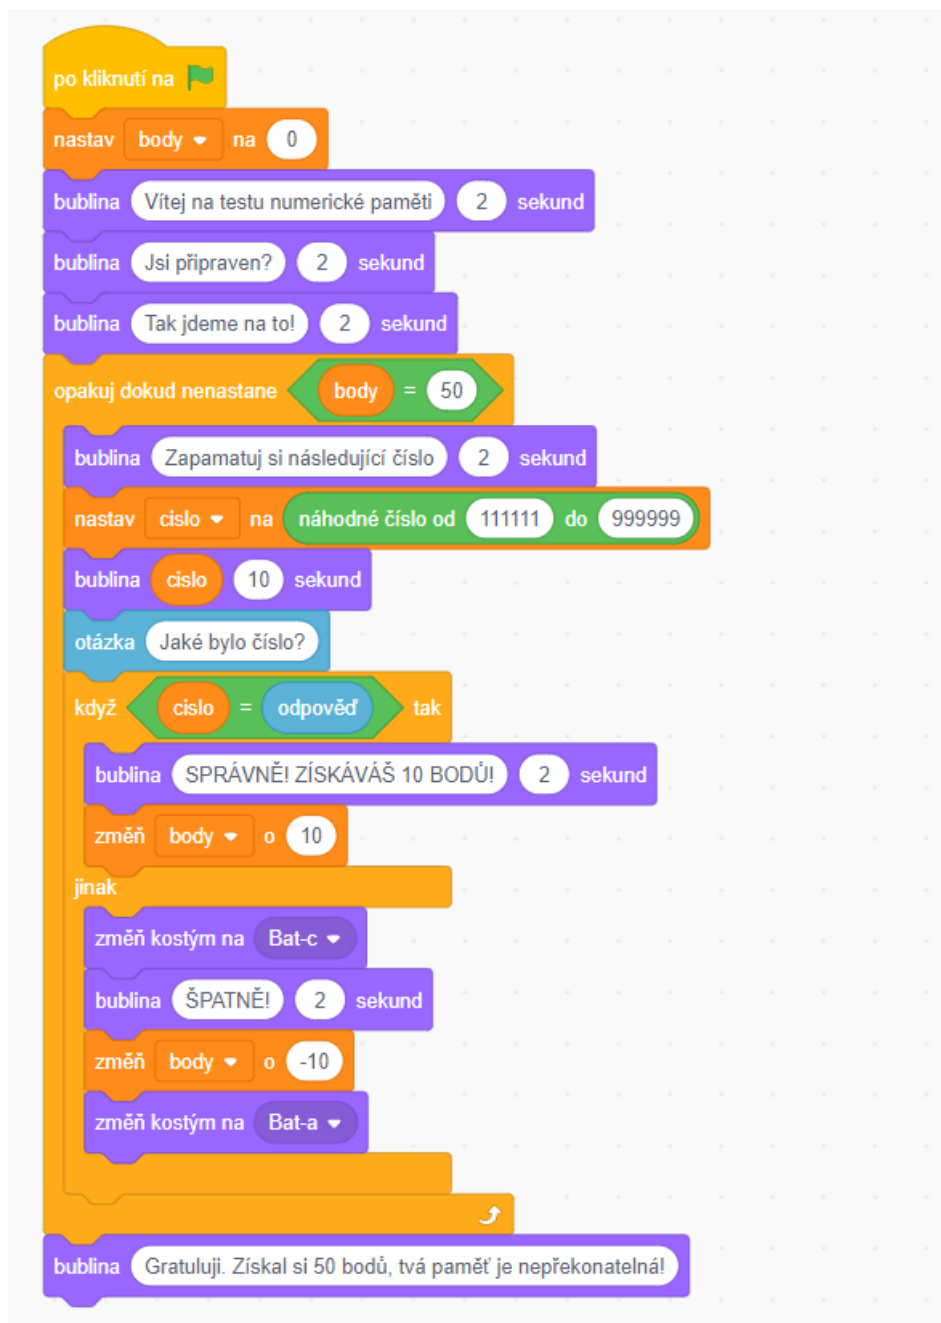 po kliknutí na
nastav body na 0
bublina Vítej na testu numerické paměti 2 sekund
bublina Jsi připraven? 2 sekund
bublina Tak jdeme na to! 2 sekund
opakuj dokud nenastane body = 50
bublina Zapamatuj si následující číslo 2 sekund
nastav cislo na náhodné číslo od 111111 do 999999
bublina cislo 10 sekund
otázka Jaké bylo číslo?
když cislo = odpověď tak
bublina SPRÁVNĚ! ZÍSKÁVÁŠ 10 BODŮ! 2 sekund
změň body o 10
jinak
změň kostým na Bat-c
bublina ŠPATNĚ! 2 sekund
změň body o -10
změň kostým na Bat-a
bublina Gratuluji. Získal si 50 bodů, tvá paměť je nepřekonatelná!